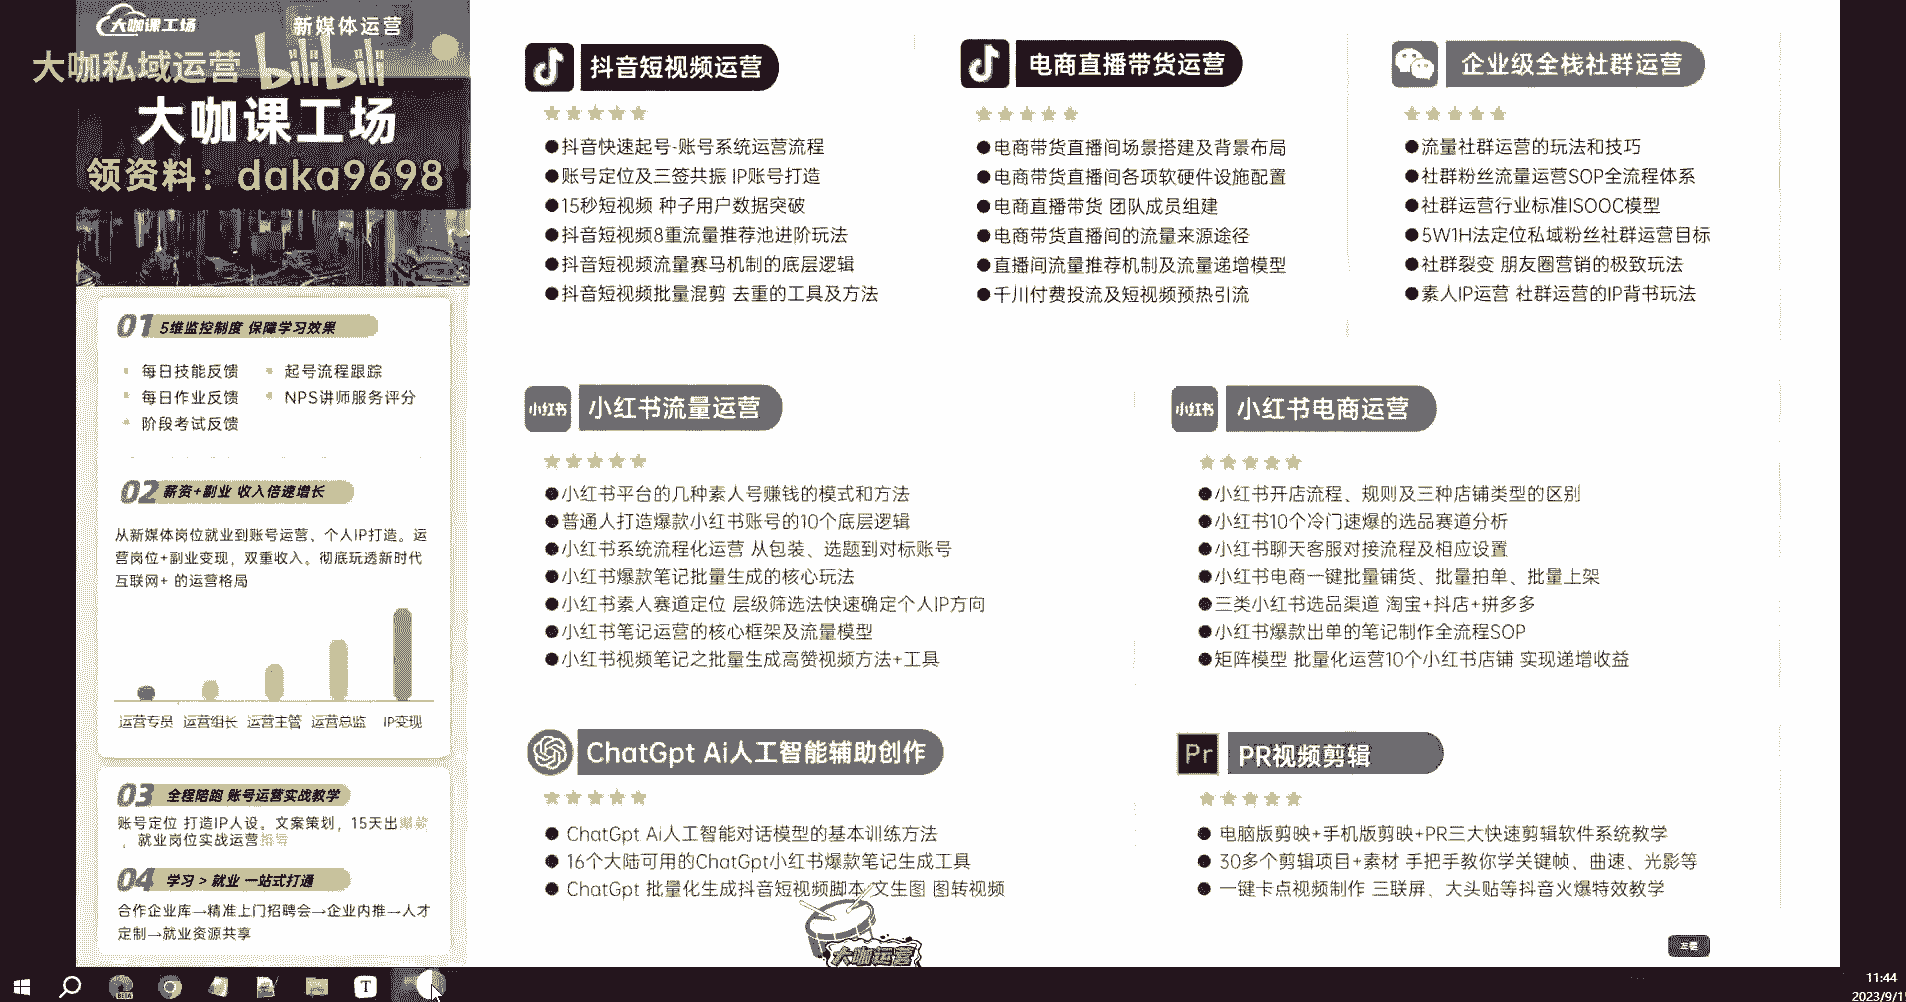 大咖课工场
新媒体运营
大咖私域运营 bilibili
大咖课工场
领资料：daka9698
01 5维监控制度 保障学习效果
每日技能反馈
起号流程跟踪
每日作业反馈
NPS讲师服务评分
阶段考试反馈
02 薪资+副业 收入倍速增长
从新媒体岗位就业到账号运营、个人IP打造。运
营岗位+副业变现，双重收入。彻底玩透新时代
互联网+ 的运营格局
运营专员 运营组长 运营主管 运营总监 IP变现
03 全程陪跑 账号运营实战教学
账号定位 打造IP人设。文案策划，15天出爆款
，就业岗位实战运营指导
04 学习 > 就业 一站式打通
合作企业库→精准上门招聘会→企业内推→人才
定制→就业资源共享
抖音短视频运营
●抖音快速起号-账号系统运营流程
●账号定位及三签共振 IP账号打造
●15秒短视频 种子用户数据突破
●抖音短视频8重流量推荐池进阶玩法
●抖音短视频流量赛马机制的底层逻辑
●抖音短视频批量混剪 去重的工具及方法
电商直播带货运营
●电商带货直播间场景搭建及背景布局
●电商带货直播间各项软硬件设施配置
●电商直播带货 团队成员组建
●电商带货直播间的流量来源途径
●直播间流量推荐机制及流量递增模型
●千川付费投流及短视频预热引流
企业级全栈社群运营
●流量社群运营的玩法和技巧
●社群粉丝流量运营SOP全流程体系
●社群运营行业标准ISOOC模型
●5W1H法定位私域粉丝社群运营目标
●社群裂变 朋友圈营销的极致玩法
●素人IP运营 社群运营的IP背书玩法
小红书 小红书流量运营
●小红书平台的几种素人号赚钱的模式和方法
●普通人打造爆款小红书账号的10个底层逻辑
●小红书系统流程化运营 从包装、选题到对标账号
●小红书爆款笔记批量生成的核心玩法
●小红书素人赛道定位 层级筛选法快速确定个人IP方向
●小红书笔记运营的核心框架及流量模型
●小红书视频笔记之批量生成高赞视频方法+工具
小红书 小红书电商运营
●小红书开店流程、规则及三种店铺类型的区别
●小红书10个冷门速爆的选品赛道分析
●小红书聊天客服对接流程及相应设置
●小红书电商一键批量铺货、批量拍单、批量上架
●三类小红书选品渠道 淘宝+抖店+拼多多
●小红书爆款出单的笔记制作全流程SOP
●矩阵模型 批量化运营10个小红书店铺 实现递增收益
ChatGpt Ai人工智能辅助创作
● ChatGpt Ai人工智能对话模型的基本训练方法
● 16个大陆可用的ChatGpt小红书爆款笔记生成工具
● ChatGpt 批量化生成抖音短视频脚本 文生图 图转视频
Pr PR视频剪辑
● 电脑版剪映+手机版剪映+PR三大快速剪辑软件系统教学
● 30多个剪辑项目+素材 手把手教你学关键帧、曲速、光影等
● 一键卡点视频制作 三联屏、大头贴等抖音火爆特效教学
大咖运营
BETA
T
11:44
2023/9/1